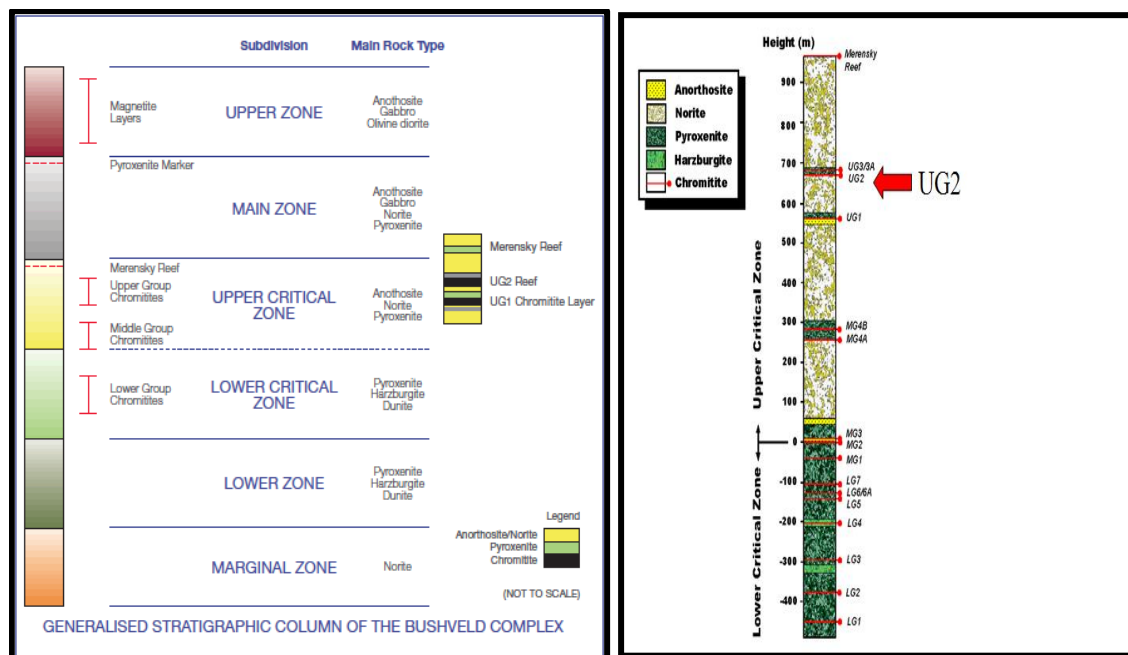 Subdivision
Main Rock Type
Magnetite
Layers
UPPER ZONE
Anothosite
Gabbro
Olivine diorite
Pyroxenite Marker
MAIN ZONE
Anothosite
Gabbro
Norite
Pyroxenite
Merensky Reef
Upper Group
Chromitites
UPPER CRITICAL
ZONE
Anothosite
Norite
Pyroxenite
Middle Group
Chromitites
Merensky Reef
UG2 Reef
UG1 Chromitite Layer
Lower Group
Chromitites
LOWER CRITICAL
ZONE
Pyroxenite
Harzburgite
Dunite
LOWER ZONE
Pyroxenite
Harzburgite
Dunite
Legend
Anorthosite/Norite
Pyroxenite
Chromitite
MARGINAL ZONE
Norite
(NOT TO SCALE)
GENERALISED STRATIGRAPHIC COLUMN OF THE BUSHVELD COMPLEX
Height (m)
Merensky
Reef
Anorthosite
Norite
Pyroxenite
Harzburgite
Chromitite
900
800
700
600
500
400
300
200
100
0
-100
-200
-300
-400
UG3/3A
UG2
UG1
MG4B
MG4A
MG3
MG2
MG1
LG7
LG6/6A
LG5
LG4
LG3
LG2
LG1
Upper Critical Zone
Lower Critical Zone
UG2